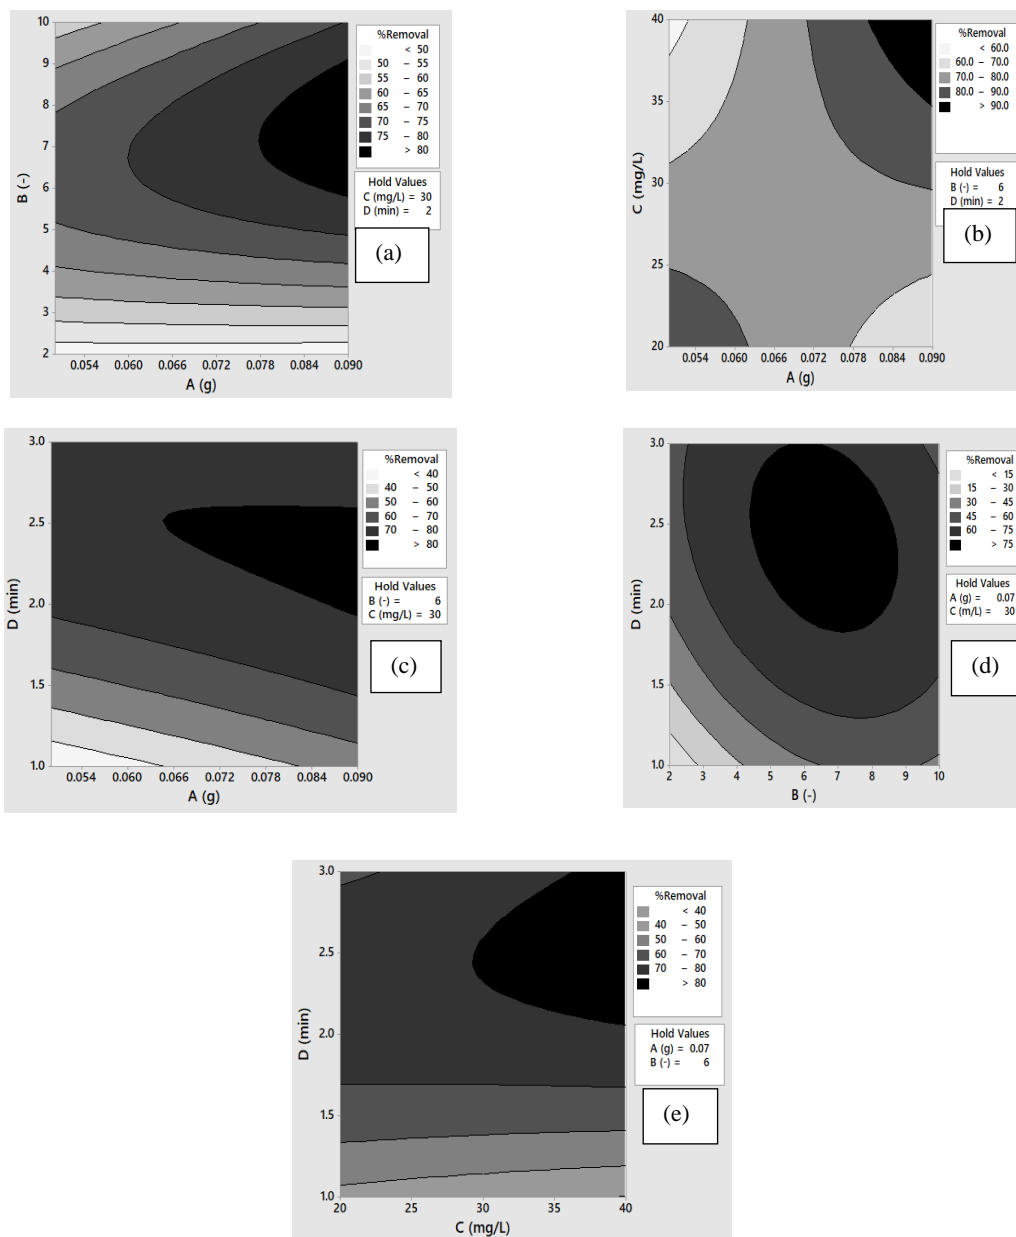 10
9
8
7
6
5
4
3
2
B (-)
0.054 0.060 0.066 0.072 0.078 0.084 0.090
A (g)
%Removal
< 50
50 – 55
55 – 60
60 – 65
65 – 70
70 – 75
75 – 80
> 80
Hold Values
C (mg/L) = 30
D (min) = 2
(a)
40
35
30
25
20
C (mg/L)
0.054 0.060 0.066 0.072 0.078 0.084 0.090
A (g)
%Removal
< 60.0
60.0 – 70.0
70.0 – 80.0
80.0 – 90.0
> 90.0
Hold Values
B (-) = 6
D (min) = 2
(b)
3.0
2.5
2.0
1.5
1.0
D (min)
0.054 0.060 0.066 0.072 0.078 0.084 0.090
A (g)
%Removal
< 40
40 – 50
50 – 60
60 – 70
70 – 80
> 80
Hold Values
B (-) = 6
C (mg/L) = 30
(c)
3.0
2.5
2.0
1.5
1.0
D (min)
2 3 4 5 6 7 8 9 10
B (-)
%Removal
< 15
15 – 30
30 – 45
45 – 60
60 – 75
> 75
Hold Values
A (g) = 0.07
C (m/L) = 30
(d)
3.0
2.5
2.0
1.5
1.0
D (min)
20 25 30 35 40
C (mg/L)
%Removal
< 40
40 – 50
50 – 60
60 – 70
70 – 80
> 80
Hold Values
A (g) = 0.07
B (-) = 6
(e)